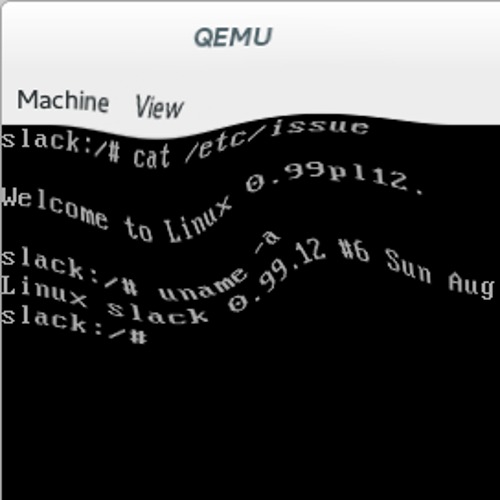 QEMU
Machine View
slack:/# cat /etc/issue
Welcome to Linux 0.99pl12.
slack:/# uname -a
Linux slack 0.99.12 #6 Sun Aug
slack:/#